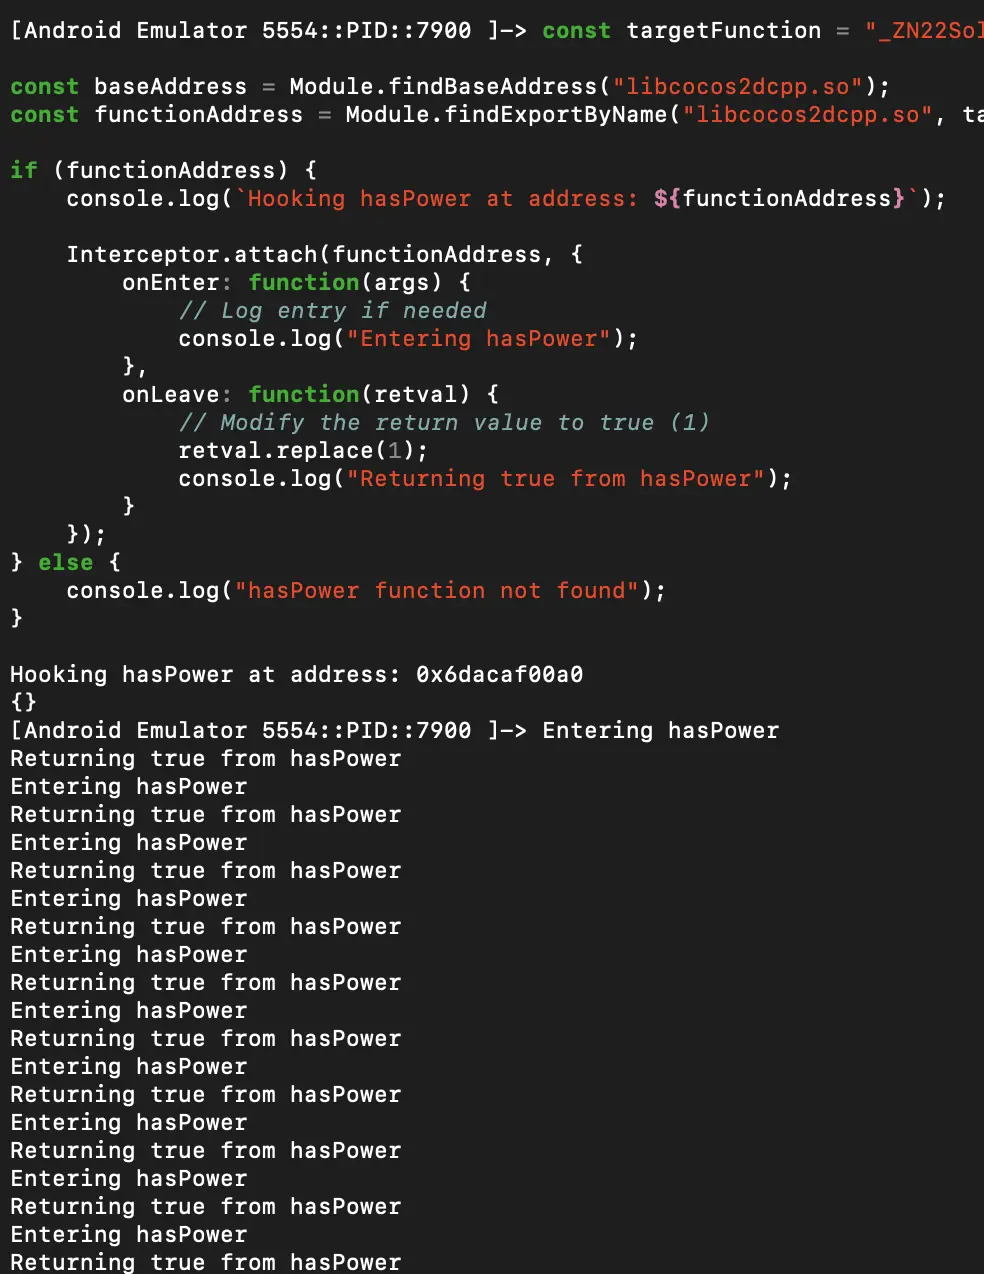 [Android Emulator 5554::PID::7900 ]-> const targetFunction = "_ZN22Sol
const baseAddress = Module.findBaseAddress("libcocos2dcpp.so");
const functionAddress = Module.findExportByName("libcocos2dcpp.so", ta
if (functionAddress) {
    console.log(`Hooking hasPower at address: ${functionAddress}`);
    Interceptor.attach(functionAddress, {
        onEnter: function(args) {
            // Log entry if needed
            console.log("Entering hasPower");
        },
        onLeave: function(retval) {
            // Modify the return value to true (1)
            retval.replace(1);
            console.log("Returning true from hasPower");
        }
    });
} else {
    console.log("hasPower function not found");
}
Hooking hasPower at address: 0x6dacaf00a0
{}
[Android Emulator 5554::PID::7900 ]-> Entering hasPower
Returning true from hasPower
Entering hasPower
Returning true from hasPower
Entering hasPower
Returning true from hasPower
Entering hasPower
Returning true from hasPower
Entering hasPower
Returning true from hasPower
Entering hasPower
Returning true from hasPower
Entering hasPower
Returning true from hasPower
Entering hasPower
Returning true from hasPower
Entering hasPower
Returning true from hasPower
Entering hasPower
Returning true from hasPower